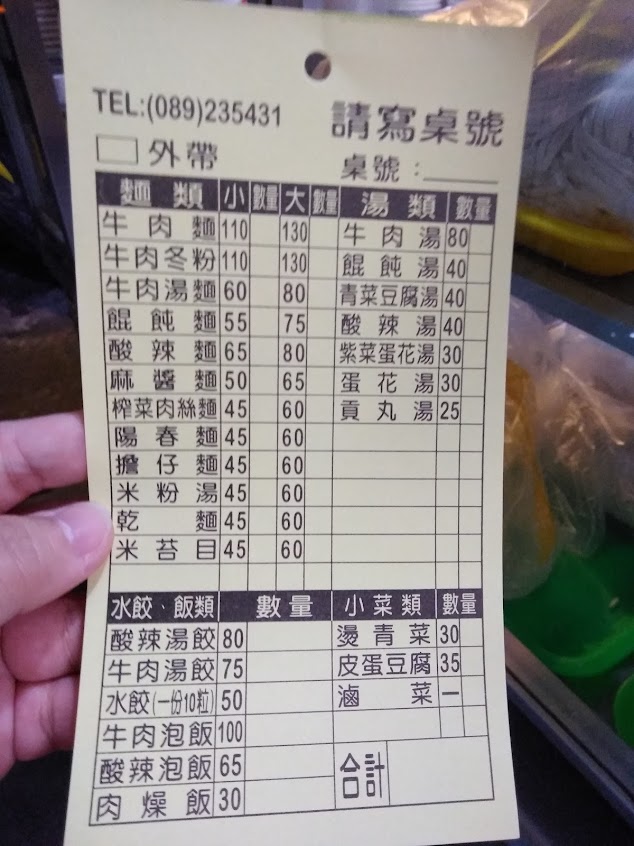 TEL:(089)235431 請寫桌號
外帶 桌號：
麵類 小 數量 大 數量 湯類 數量
牛肉麵 110 130 牛肉湯 80
牛肉冬粉 110 130 餛飩湯 40
牛肉湯麵 60 80 青菜豆腐湯 40
餛飩麵 55 75 酸辣湯 40
酸辣麵 65 80 紫菜蛋花湯 30
麻醬麵 50 65 蛋花湯 30
榨菜肉絲麵 45 60 貢丸湯 25
陽春麵 45 60
擔仔麵 45 60
米粉湯 45 60
乾麵 45 60
米苔目 45 60
水餃、飯類 數量 小菜類 數量
酸辣湯餃 80 燙青菜 30
牛肉湯餃 75 皮蛋豆腐 35
水餃(一份10粒) 50 滷菜 —
牛肉泡飯 100
酸辣泡飯 65 合計
肉燥飯 30